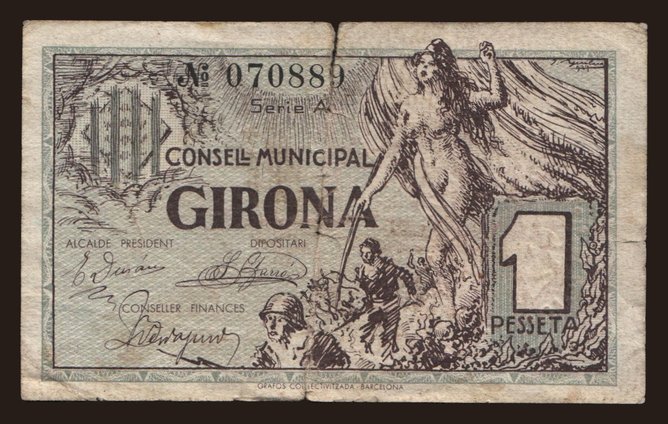 Nº 070889
Serie A
CONSELL MUNICIPAL
GIRONA
ALCALDE PRESIDENT
DIPOSITARI
CONSELLER FINANCES
1
PESSETA
GRAFOS COLLECTIVITZADA - BARCELONA